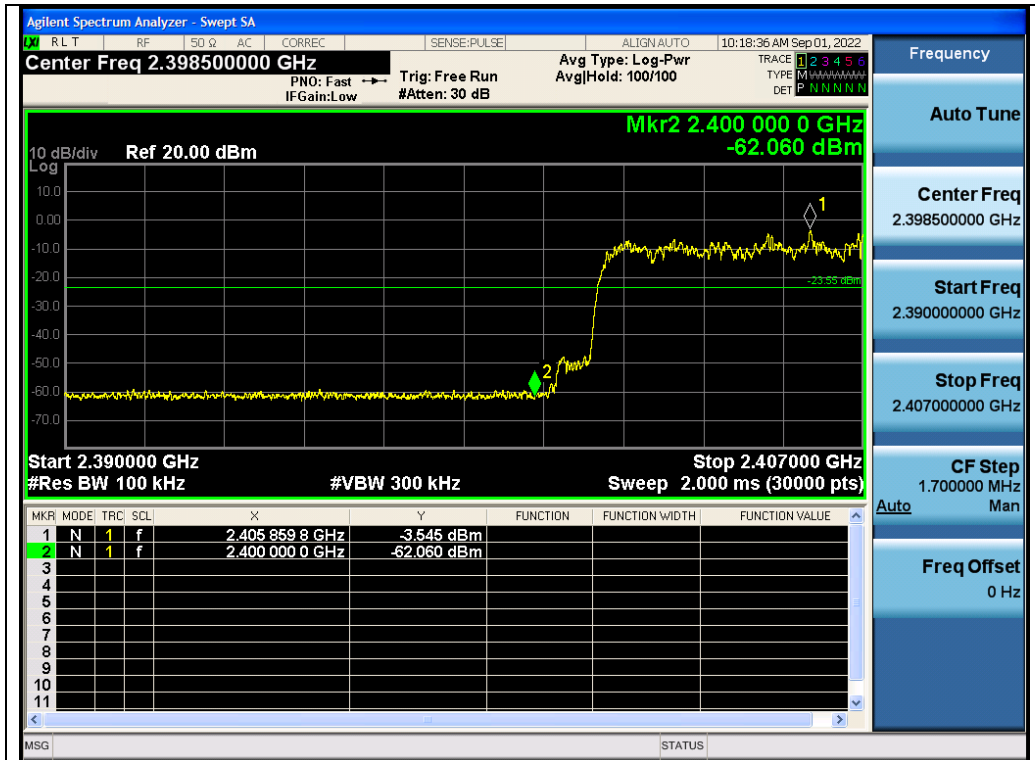 Agilent Spectrum Analyzer - Swept SA
LXI R L T RF 50 Ω AC CORREC SENSE:PULSE ALIGN AUTO 10:18:36 AM Sep 01, 2022
Center Freq 2.398500000 GHz
PNO: Fast
IFGain:Low
Trig: Free Run
#Atten: 30 dB
Avg Type: Log-Pwr
Avg|Hold: 100/100
TRACE 1 2 3 4 5 6
TYPE M WWWWW
DET P N N N N N
Mkr2 2.400 000 0 GHz
-62.060 dBm
10 dB/div Ref 20.00 dBm
Log
10.0
0.00
-10.0
-20.0
-30.0
-40.0
-50.0
-60.0
-70.0
1
-23.55 dBm
2
Start 2.390000 GHz Stop 2.407000 GHz
#Res BW 100 kHz #VBW 300 kHz Sweep 2.000 ms (30000 pts)
MKR MODE TRC SCL X Y FUNCTION FUNCTION WIDTH FUNCTION VALUE
1 N 1 f 2.405 859 8 GHz -3.545 dBm
2 N 1 f 2.400 000 0 GHz -62.060 dBm
3
4
5
6
7
8
9
10
11
MSG STATUS
Frequency
Auto Tune
Center Freq
2.398500000 GHz
Start Freq
2.390000000 GHz
Stop Freq
2.407000000 GHz
CF Step
1.700000 MHz
Auto Man
Freq Offset
0 Hz